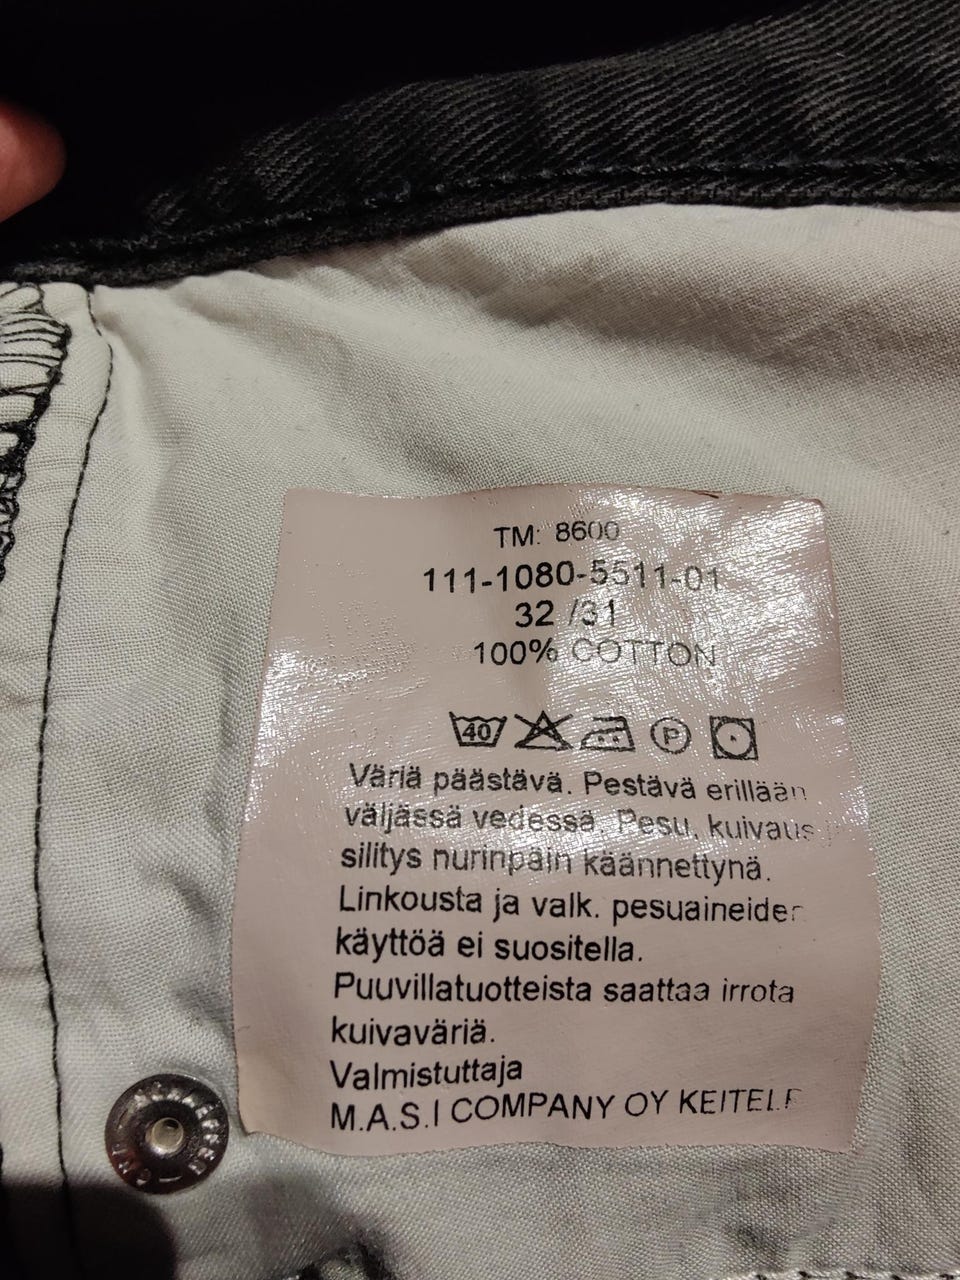 TM: 8600
111-1080-5511-01
32 /31
100% COTTON
40 P
Väriä päästävä. Pestävä erillään
väljässä vedessä. Pesu, kuivaus
silitys nurinpäin käännettynä.
Linkousta ja valk. pesuaineiden
käyttöä ei suositella.
Puuvillatuotteista saattaa irrota
kuivaväriä.
Valmistuttaja
M.A.S.I COMPANY OY KEITELE